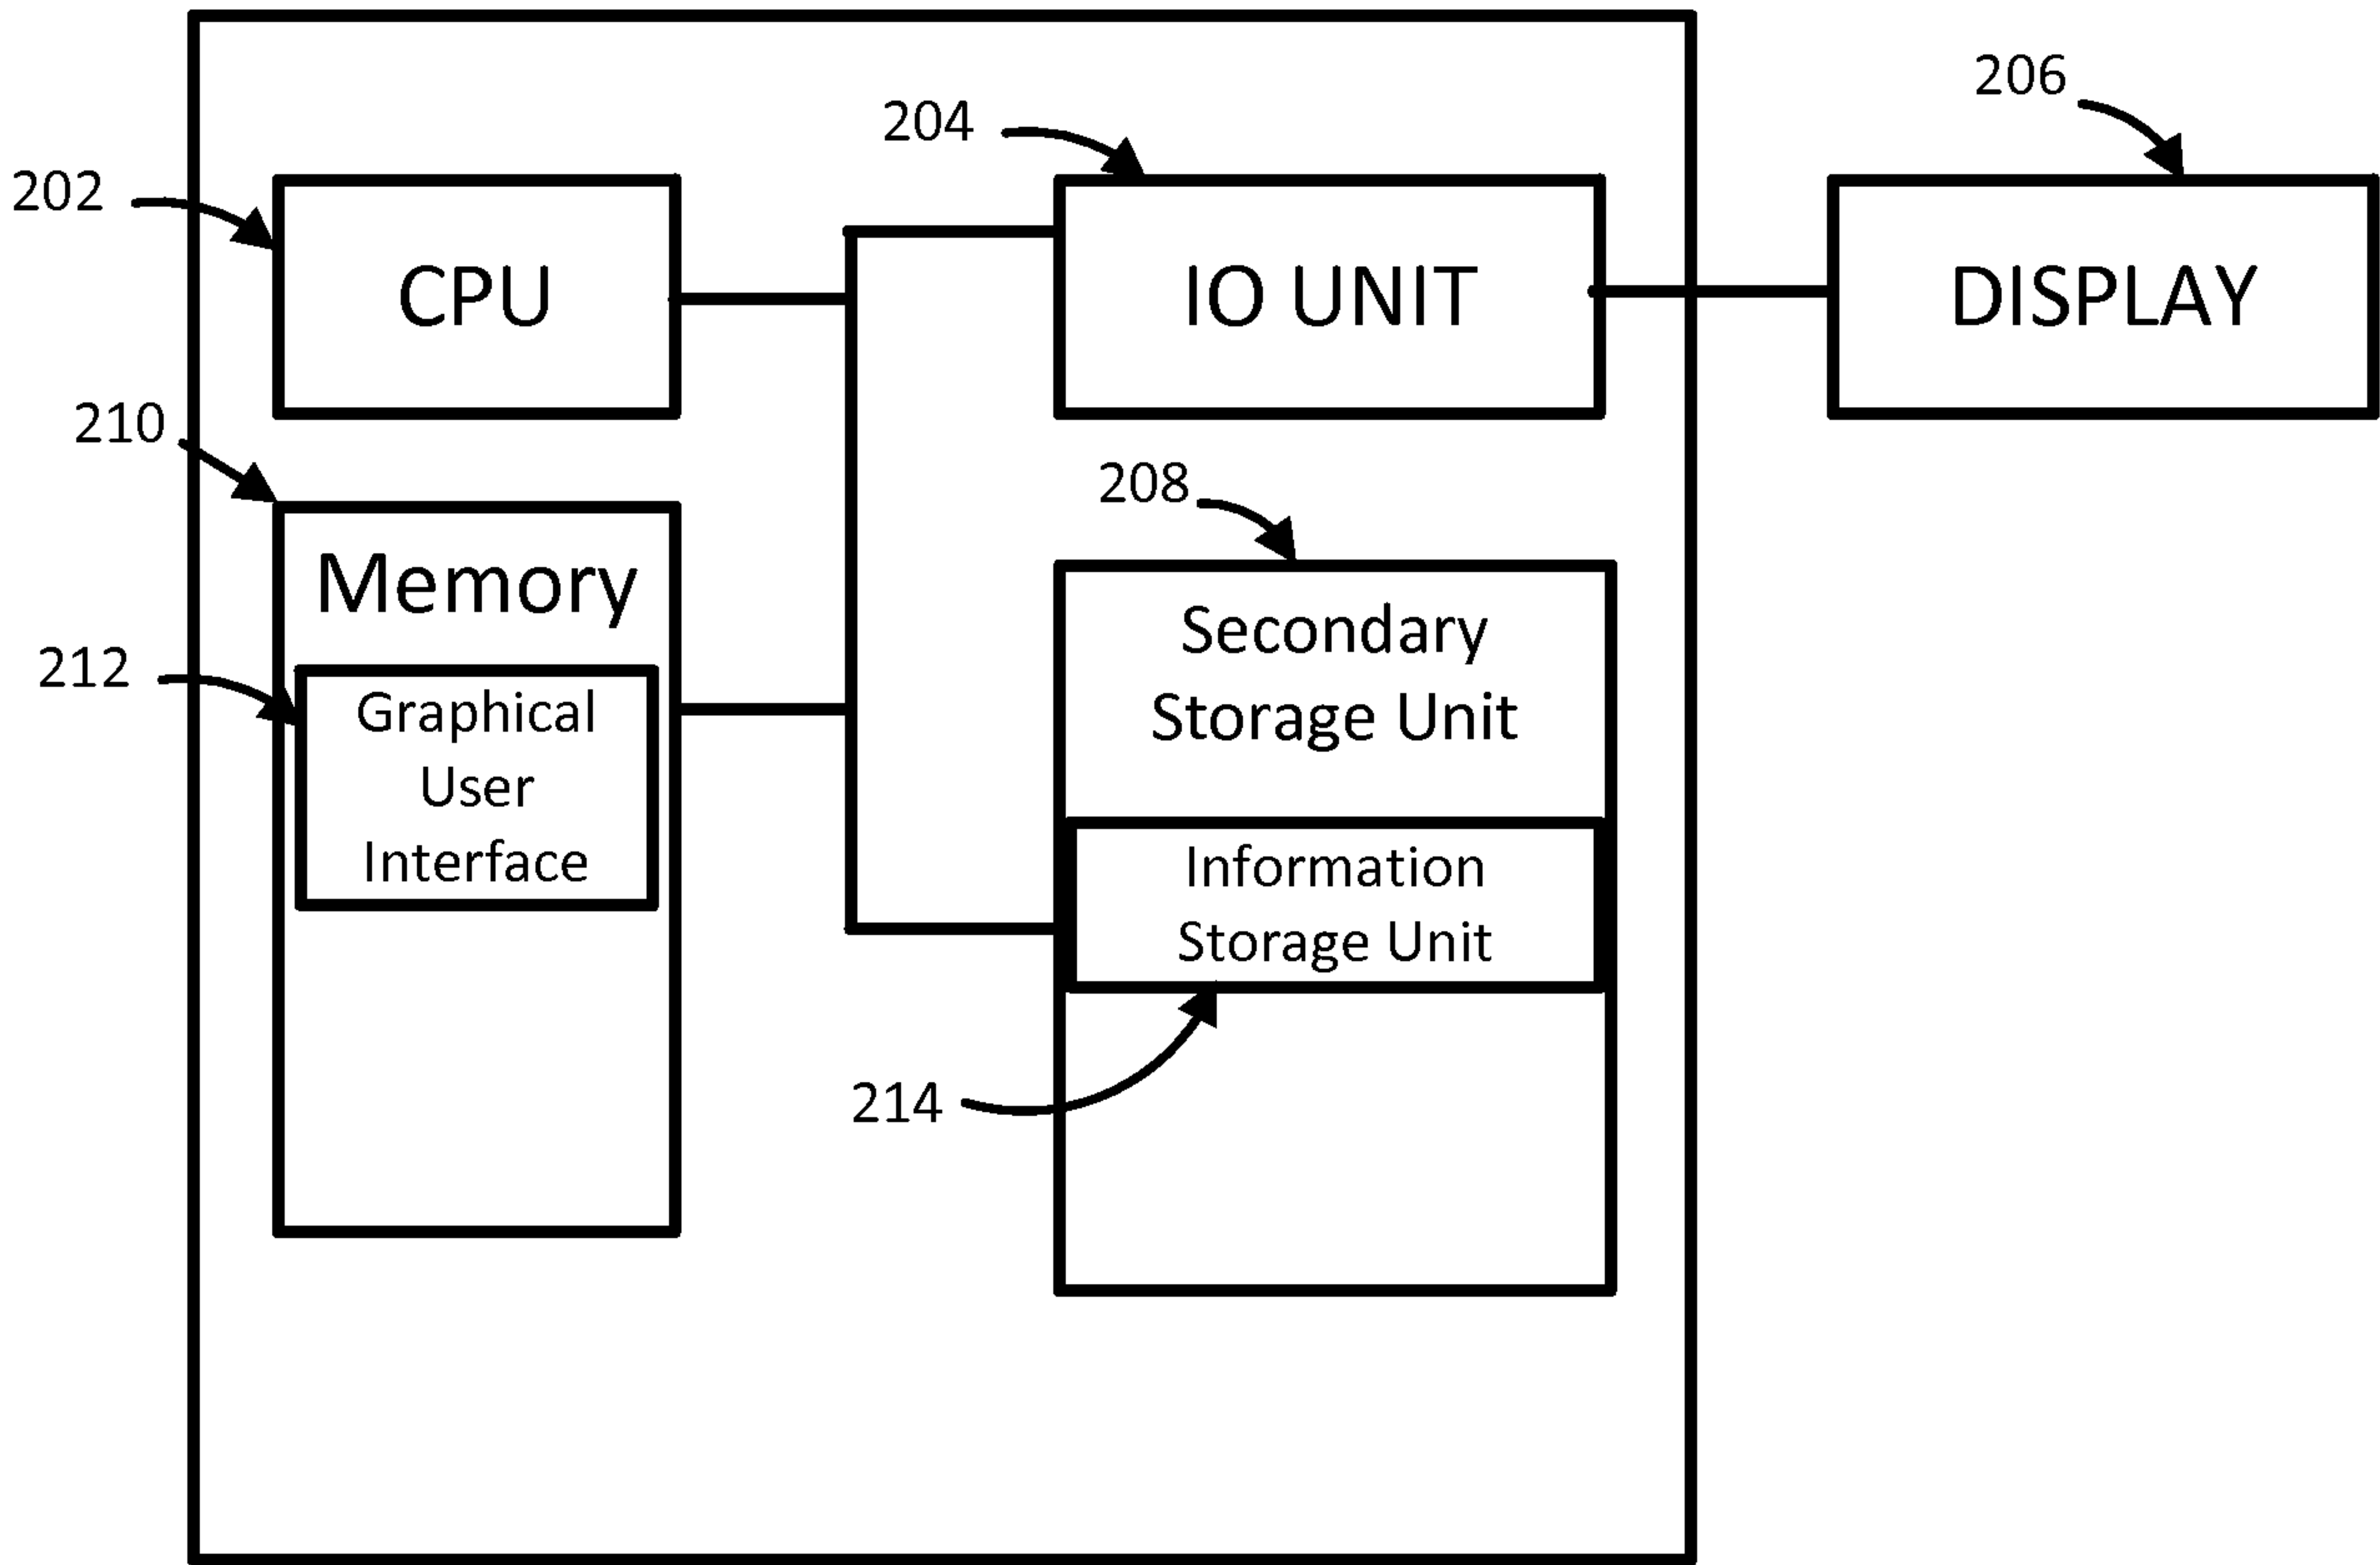 206
204
202
CPU
IO UNIT
DISPLAY
210
208
Memory
Secondary
Storage Unit
212
Graphical
User
Interface
Information
Storage Unit
214